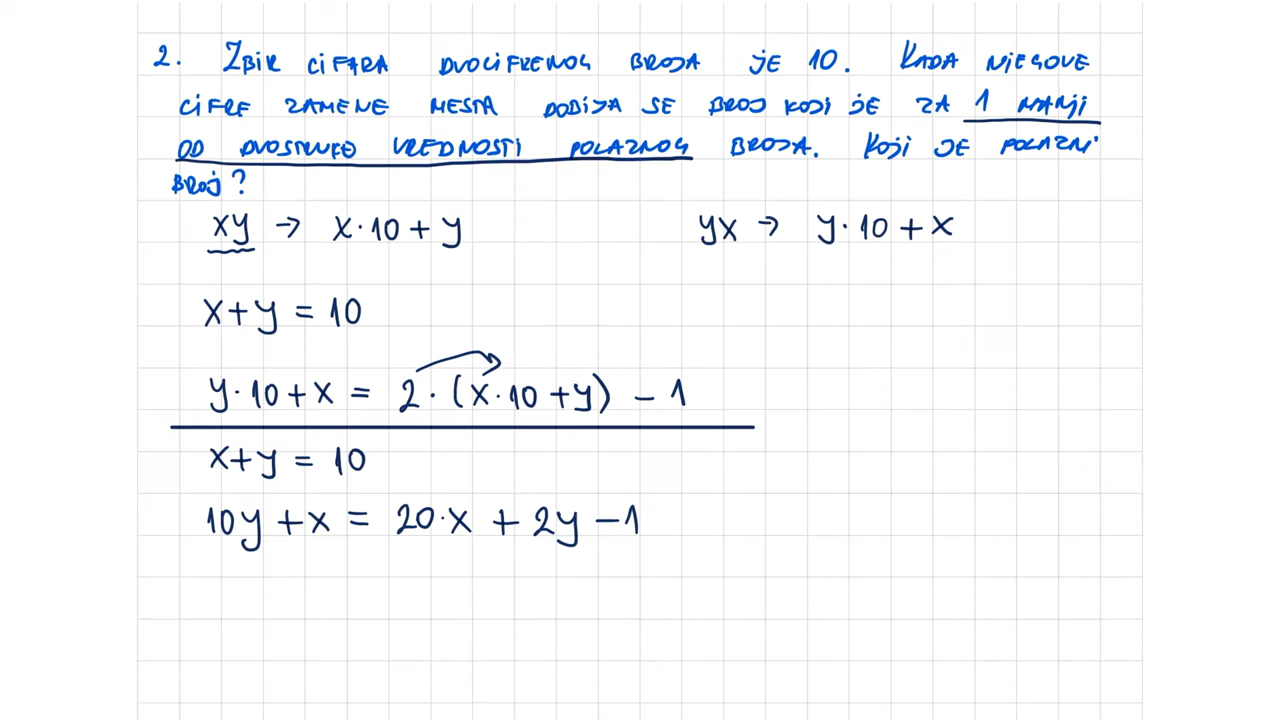 2. ZBIR CIFARA DVOCIFRENOG BROJA JE 10. KADA NJEGOVE
CIFRE ZAMENE MESTA DOBIJA SE BROJ KOJI JE ZA 1 MANJI
OD DVOSTRUKE VREDNOSTI POLAZNOG BROJA. KOJI JE POLAZNI
BROJ?
xy → x·10+y yx → y·10+x
x+y = 10
y·10+x = 2·(x·10+y) - 1
x+y = 10
10y+x = 20·x + 2y - 1